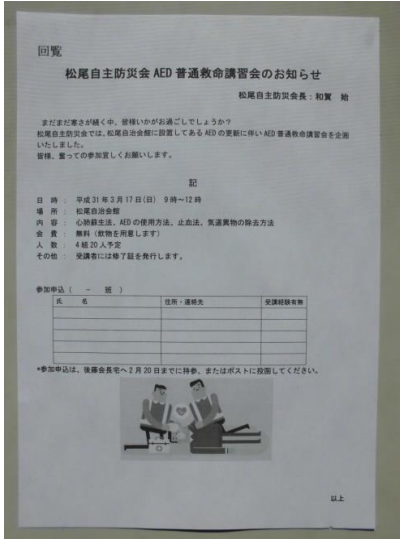 回覧
松尾自主防災会 AED 普通救命講習会のお知らせ
松尾自主防災会長:和賀 始
まだまだ寒さが続く中、皆様いかがお過ごしでしょうか?
松尾自主防災会では、松尾自治会館に設置してある AED の更新に伴い AED 普通救命講習会を企画
いたしました。
皆様、奮っての参加宜しくお願いします。
記
日 時 : 平成 31 年 3 月 17 日(日) 9 時~12 時
場 所 : 松尾自治会館
内 容 : 心肺蘇生法、AED の使用方法、止血法、気道異物の除去方法
会 費 : 無料(飲物を用意します)
人 数 : 4 組 20 人予定
その他 : 受講者には修了証を発行します。
参加申込( - 班 )
氏 名 住所・連絡先 受講経験有無
*参加申込は、後藤会長宅へ 2 月 20 日までに持参、またはポストに投函してください。
以上